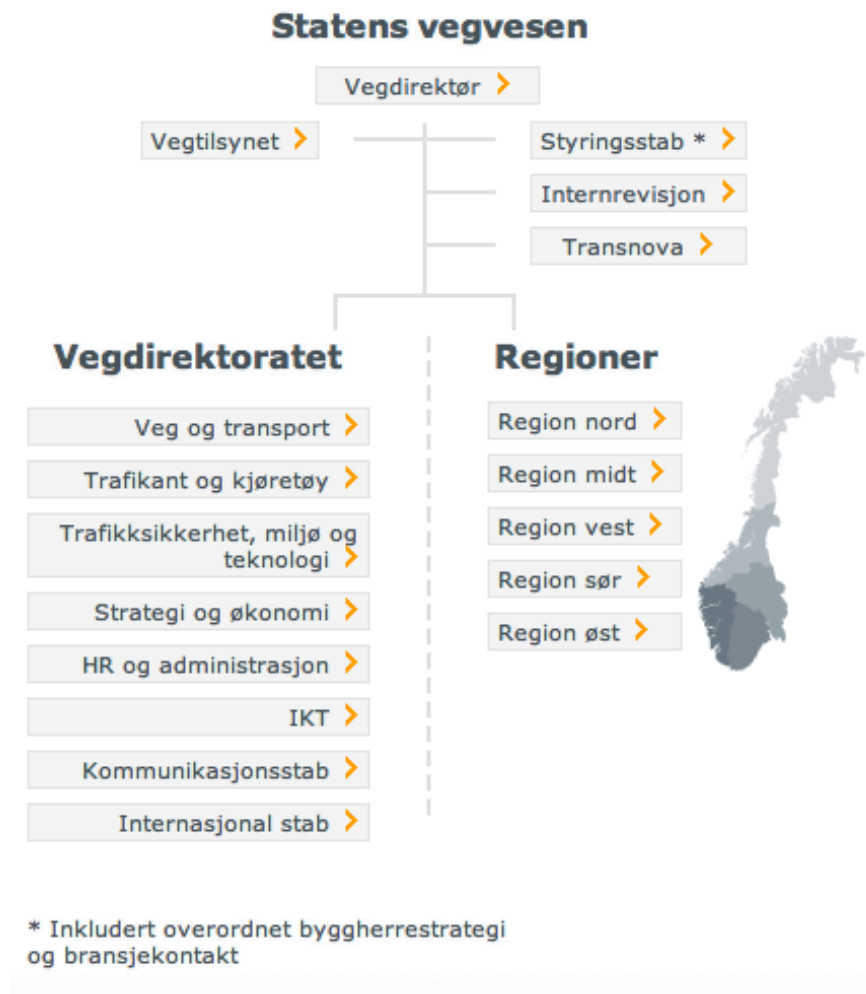 Statens vegvesen
Vegdirektør
Vegtilsynet
Styringsstab *
Internrevisjon
Transnova
Vegdirektoratet
Veg og transport
Trafikant og kjøretøy
Trafikksikkerhet, miljø og
teknologi
Strategi og økonomi
HR og administrasjon
IKT
Kommunikasjonsstab
Internasjonal stab
Regioner
Region nord
Region midt
Region vest
Region sør
Region øst
* Inkludert overordnet byggherrestrategi
og bransjekontakt